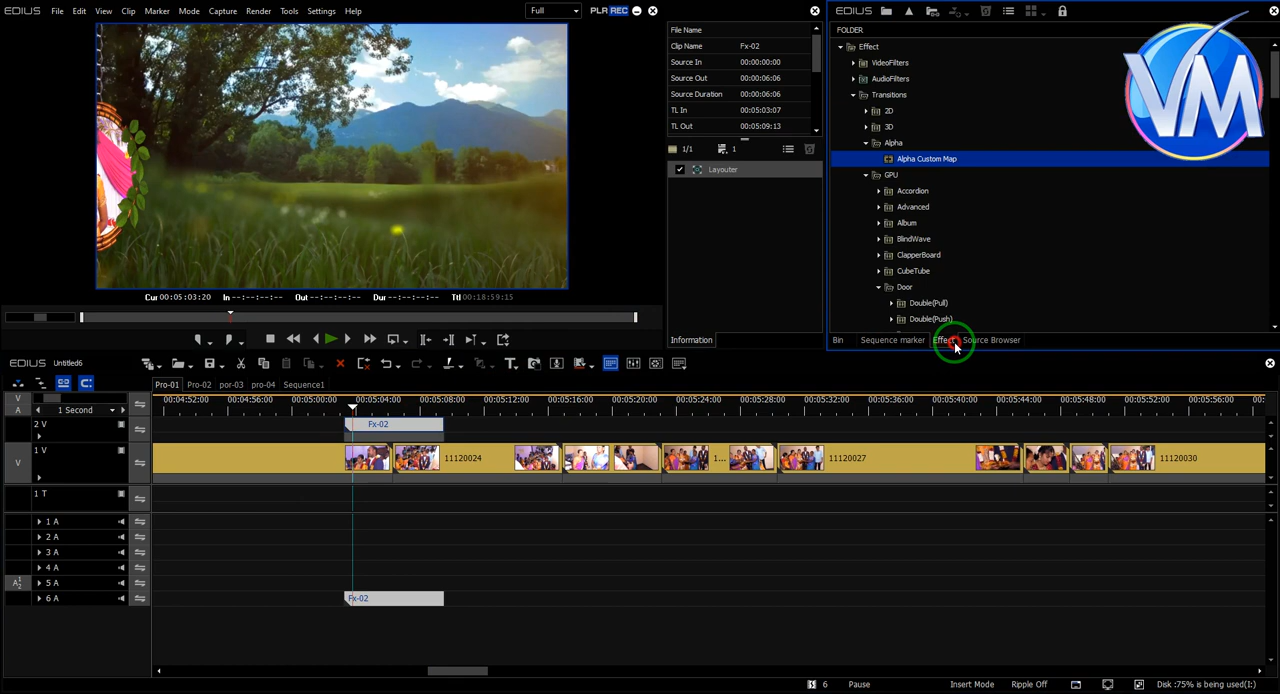 EDIUS File Edit View Clip Marker Mode Capture Render Tools Settings Help Full PLR REC
Cur 00:05:03:20 In --:--:--:-- Out --:--:--:-- Dur --:--:--:-- Ttl 00:18:59:15
File Name
Clip Name Fx-02
Source In 00:00:00:00
Source Out 00:00:06:06
Source Duration 00:00:06:06
TL In 00:05:03:07
TL Out 00:05:09:13
1/1 1
Layouter
Information
EDIUS
FOLDER
Effect
VideoFilters
AudioFilters
Transitions
2D
3D
Alpha
Alpha Custom Map
GPU
Accordion
Advanced
Album
BlindWave
ClapperBoard
CubeTube
Door
Double(Pull)
Double(Push)
VM
Bin Sequence marker Effect Source Browser
EDIUS Untitled6
Pro-01 Pro-02 por-03 pro-04 Sequence1
V
A 1 Second
00:04:52:00 00:04:56:00 00:05:00:00 00:05:04:00 00:05:08:00 00:05:12:00 00:05:16:00 00:05:20:00 00:05:24:00 00:05:28:00 00:05:32:00 00:05:36:00 00:05:40:00 00:05:44:00 00:05:48:00 00:05:52:00 00:05:56:00 00:
2 V Fx-02
V 1 V 11120024 1... 11120027 11120030
1 T
1 A
2 A
3 A
4 A
A 1 2 5 A
6 A Fx-02
6 Pause Insert Mode Ripple Off Disk :75% is being used(I:)